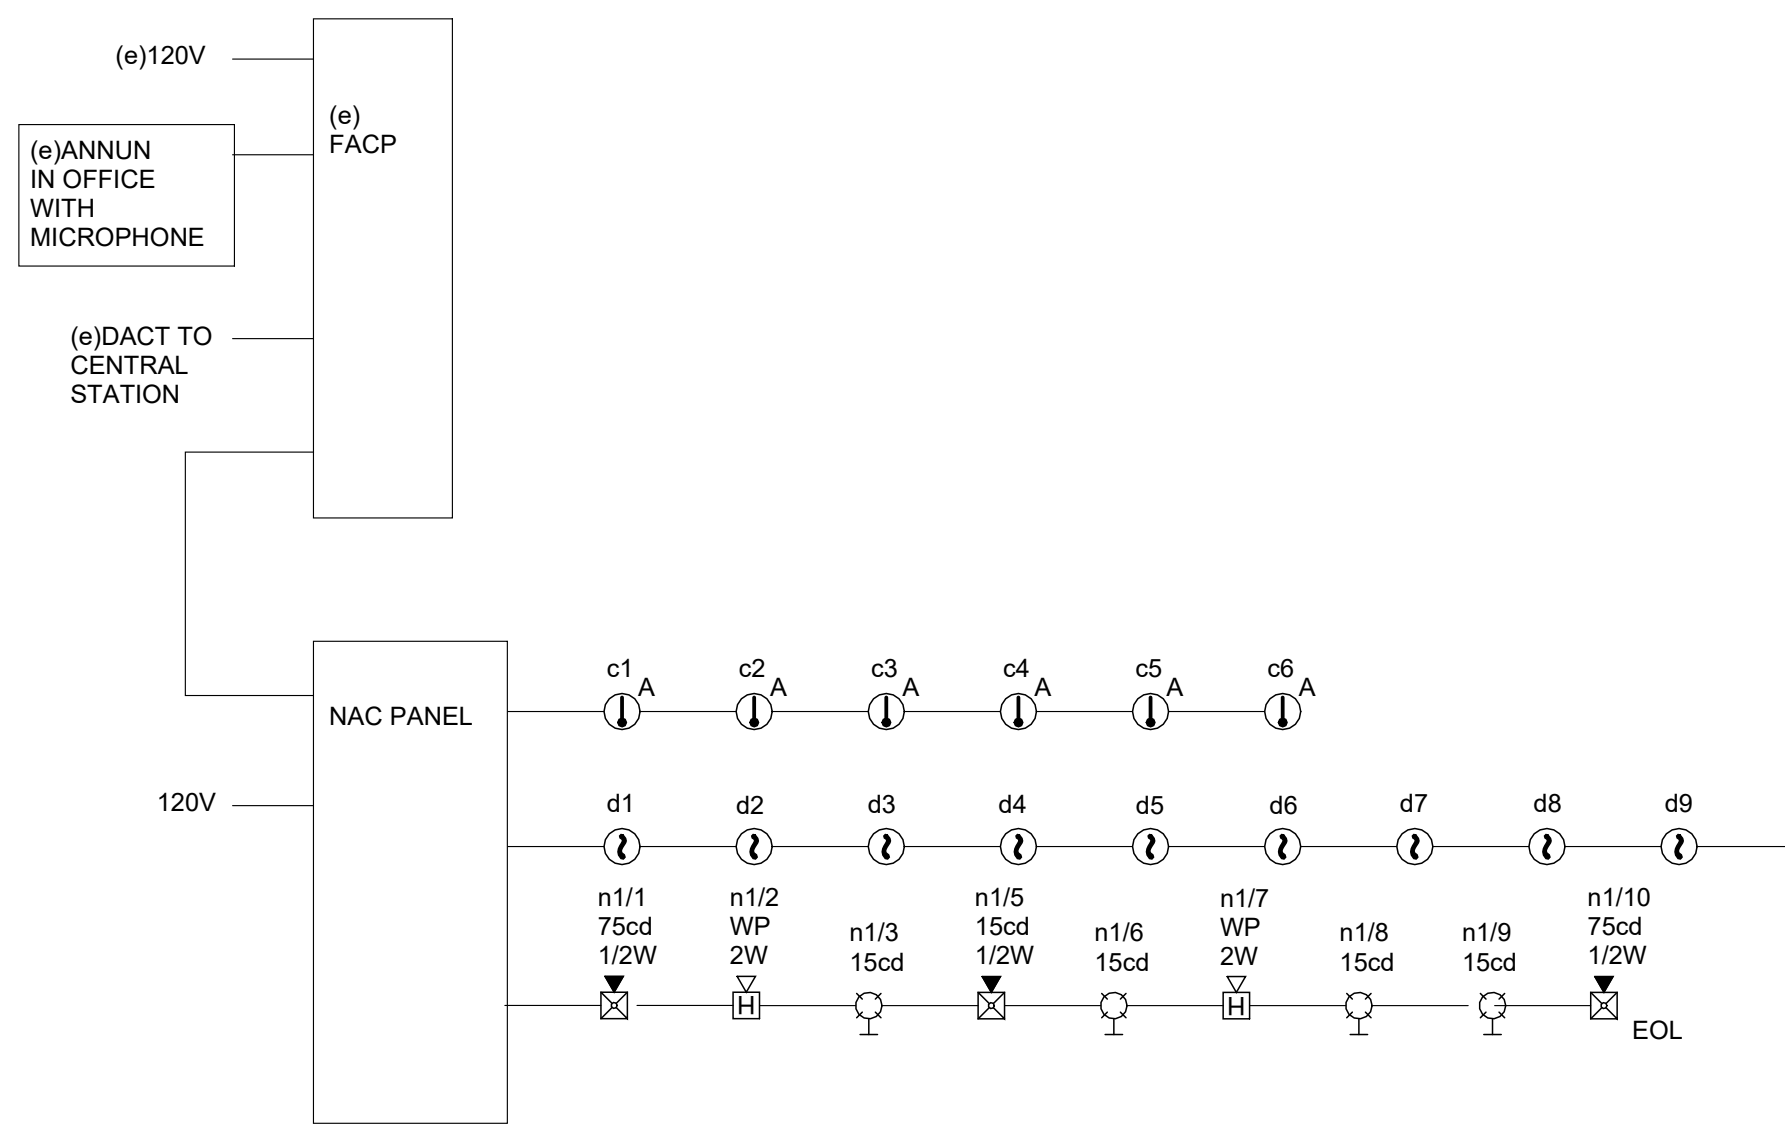 (e)120V
(e)
FACP
(e)ANNUN
IN OFFICE
WITH
MICROPHONE
(e)DACT TO
CENTRAL
STATION
NAC PANEL
120V
c1 c2 c3 c4 c5 c6
A A A A A A
d1 d2 d3 d4 d5 d6 d7 d8 d9
n1/1
75cd
1/2W
n1/2
WP
2W
H
n1/3
15cd
n1/5
15cd
1/2W
n1/6
15cd
n1/7
WP
2W
H
n1/8
15cd
n1/9
15cd
n1/10
75cd
1/2W
EOL